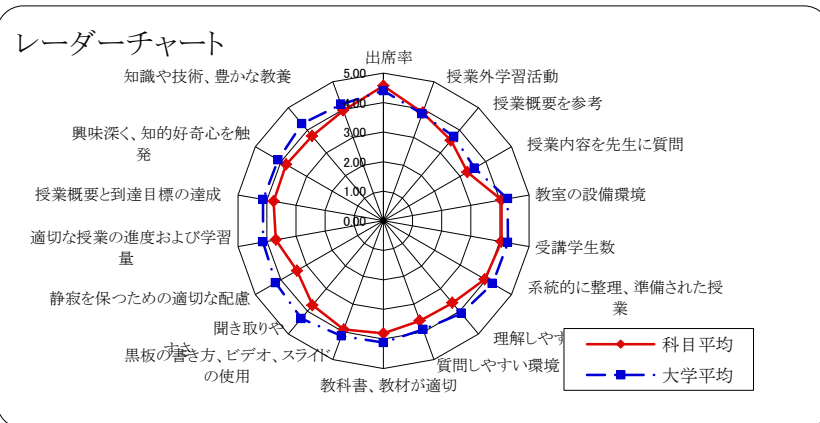 レーダーチャート
出席率
授業外学習活動
授業概要を参考
授業内容を先生に質問
教室の設備環境
受講学生数
系統的に整理、準備された授
業
理解しやす
質問しやすい環境
教科書、教材が適切
黒板の書き方、ビデオ、スライド
の使用
聞き取りや
すさ
静寂を保つための適切な配慮
適切な授業の進度および学習
量
授業概要と到達目標の達成
興味深く、知的好奇心を触
発
知識や技術、豊かな教養
5.00
4.00
3.00
2.00
1.00
0.00
科目平均
大学平均